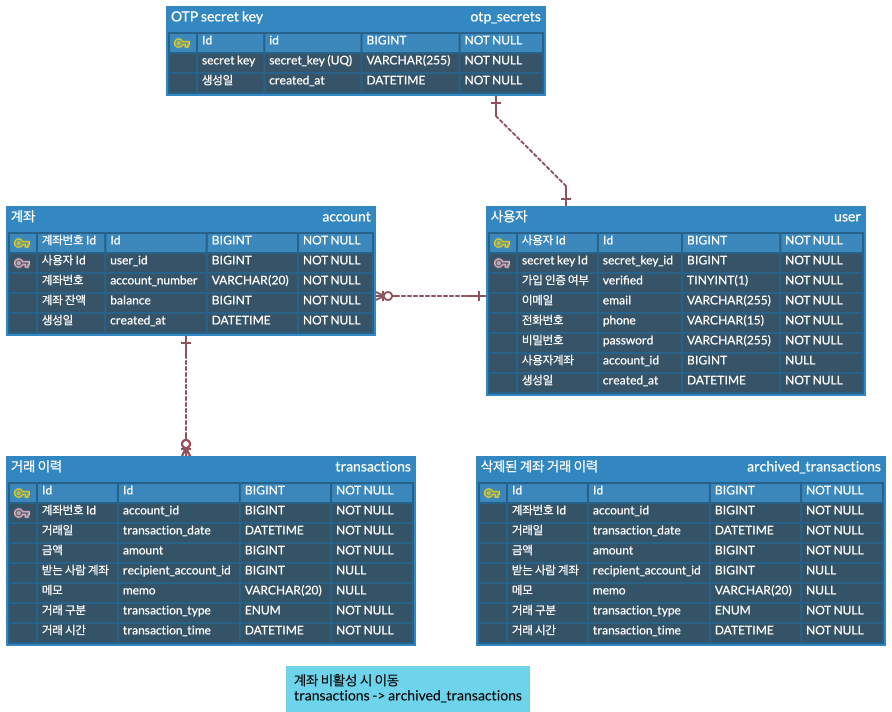 OTP secret key otp_secrets
Id id BIGINT NOT NULL
secret key secret_key (UQ) VARCHAR(255) NOT NULL
생성일 created_at DATETIME NOT NULL
계좌 account
계좌번호 Id Id BIGINT NOT NULL
사용자 Id user_id BIGINT NOT NULL
계좌번호 account_number VARCHAR(20) NOT NULL
계좌 잔액 balance BIGINT NOT NULL
생성일 created_at DATETIME NOT NULL
사용자 user
사용자 Id Id BIGINT NOT NULL
secret key Id secret_key_id BIGINT NOT NULL
가입 인증 여부 verified TINYINT(1) NOT NULL
이메일 email VARCHAR(255) NOT NULL
전화번호 phone VARCHAR(15) NOT NULL
비밀번호 password VARCHAR(255) NOT NULL
사용자계좌 account_id BIGINT NULL
생성일 created_at DATETIME NOT NULL
거래 이력 transactions
Id Id BIGINT NOT NULL
계좌번호 Id account_id BIGINT NOT NULL
거래일 transaction_date DATETIME NOT NULL
금액 amount BIGINT NOT NULL
받는 사람 계좌 recipient_account_id BIGINT NULL
메모 memo VARCHAR(20) NULL
거래 구분 transaction_type ENUM NOT NULL
거래 시간 transaction_time DATETIME NOT NULL
삭제된 계좌 거래 이력 archived_transactions
Id Id BIGINT NOT NULL
계좌번호 Id account_id BIGINT NOT NULL
거래일 transaction_date DATETIME NOT NULL
금액 amount BIGINT NOT NULL
받는 사람 계좌 recipient_account_id BIGINT NULL
메모 memo VARCHAR(20) NULL
거래 구분 transaction_type ENUM NOT NULL
거래 시간 transaction_time DATETIME NOT NULL
계좌 비활성 시 이동
transactions -> archived_transactions